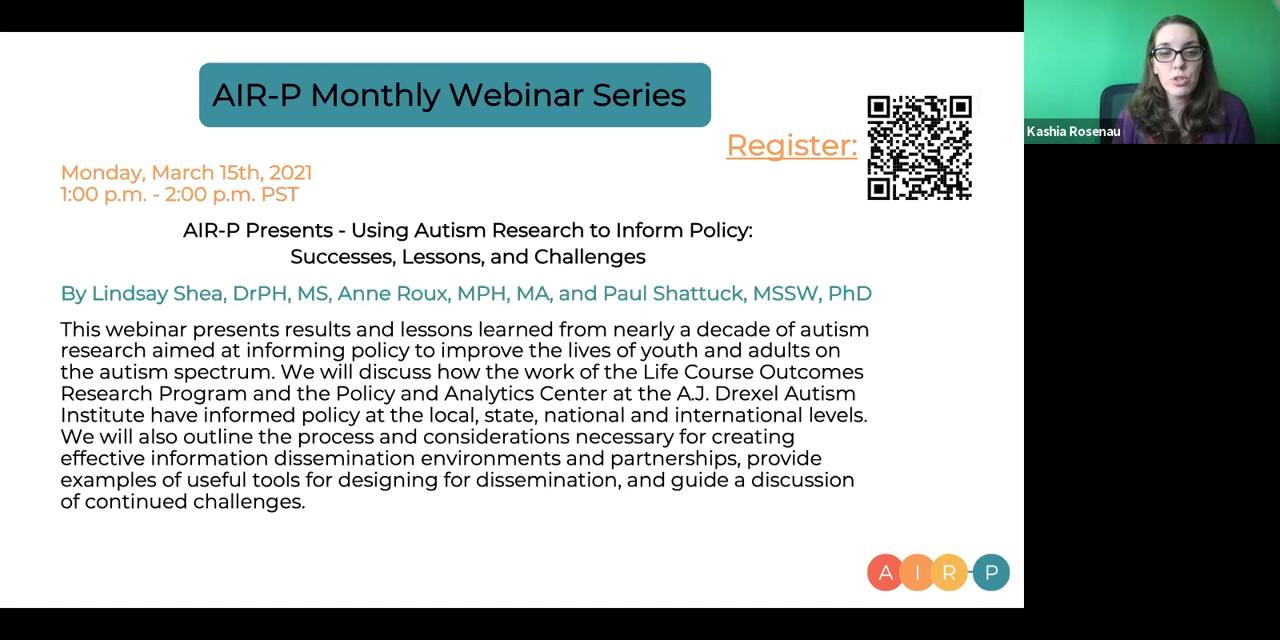 AIR-P Monthly Webinar Series
Register:
Kashia Rosenau
Monday, March 15th, 2021
1:00 p.m. - 2:00 p.m. PST
AIR-P Presents - Using Autism Research to Inform Policy:
Successes, Lessons, and Challenges
By Lindsay Shea, DrPH, MS, Anne Roux, MPH, MA, and Paul Shattuck, MSSW, PhD
This webinar presents results and lessons learned from nearly a decade of autism
research aimed at informing policy to improve the lives of youth and adults on
the autism spectrum. We will discuss how the work of the Life Course Outcomes
Research Program and the Policy and Analytics Center at the A.J. Drexel Autism
Institute have informed policy at the local, state, national and international levels.
We will also outline the process and considerations necessary for creating
effective information dissemination environments and partnerships, provide
examples of useful tools for designing for dissemination, and guide a discussion
of continued challenges.
A I R - P